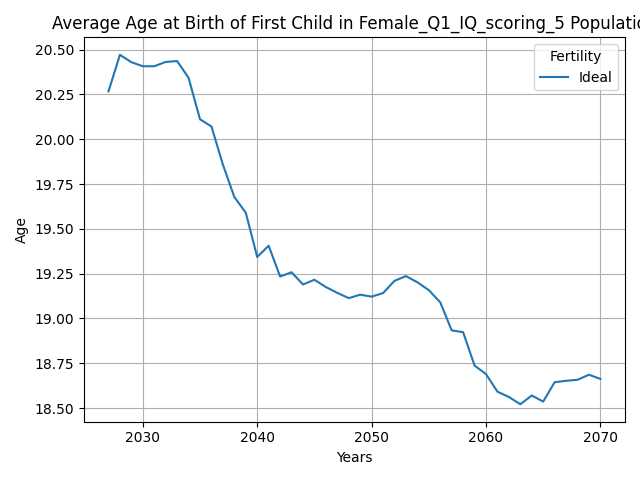 Average Age at Birth of First Child in Female_Q1_IQ_scoring_5 Populatio
Fertility
Ideal
20.50
20.25
20.00
19.75
19.50
19.25
19.00
18.75
18.50
Age
2030 2040 2050 2060 2070
Years